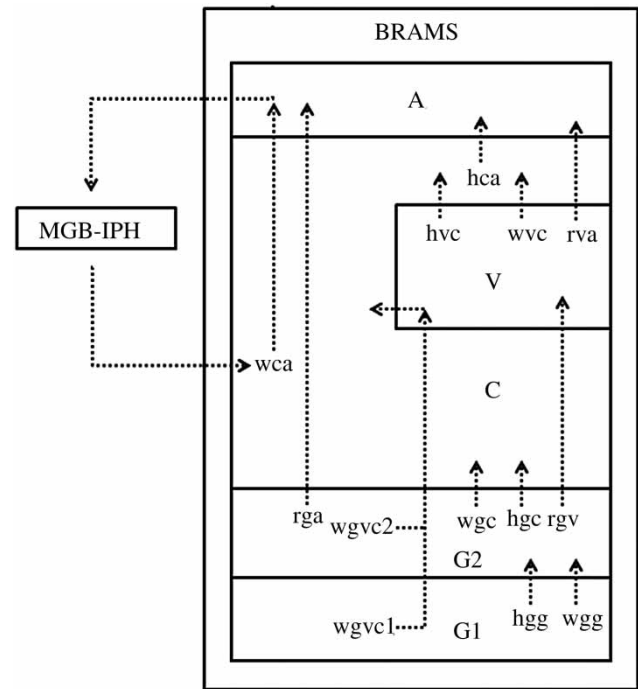 BRAMS
A
hca
MGB-IPH
hvc wvc rva
V
wca
C
rga wgvc2 wgc hgc rgv
G2
wgvc1 G1 hgg wgg